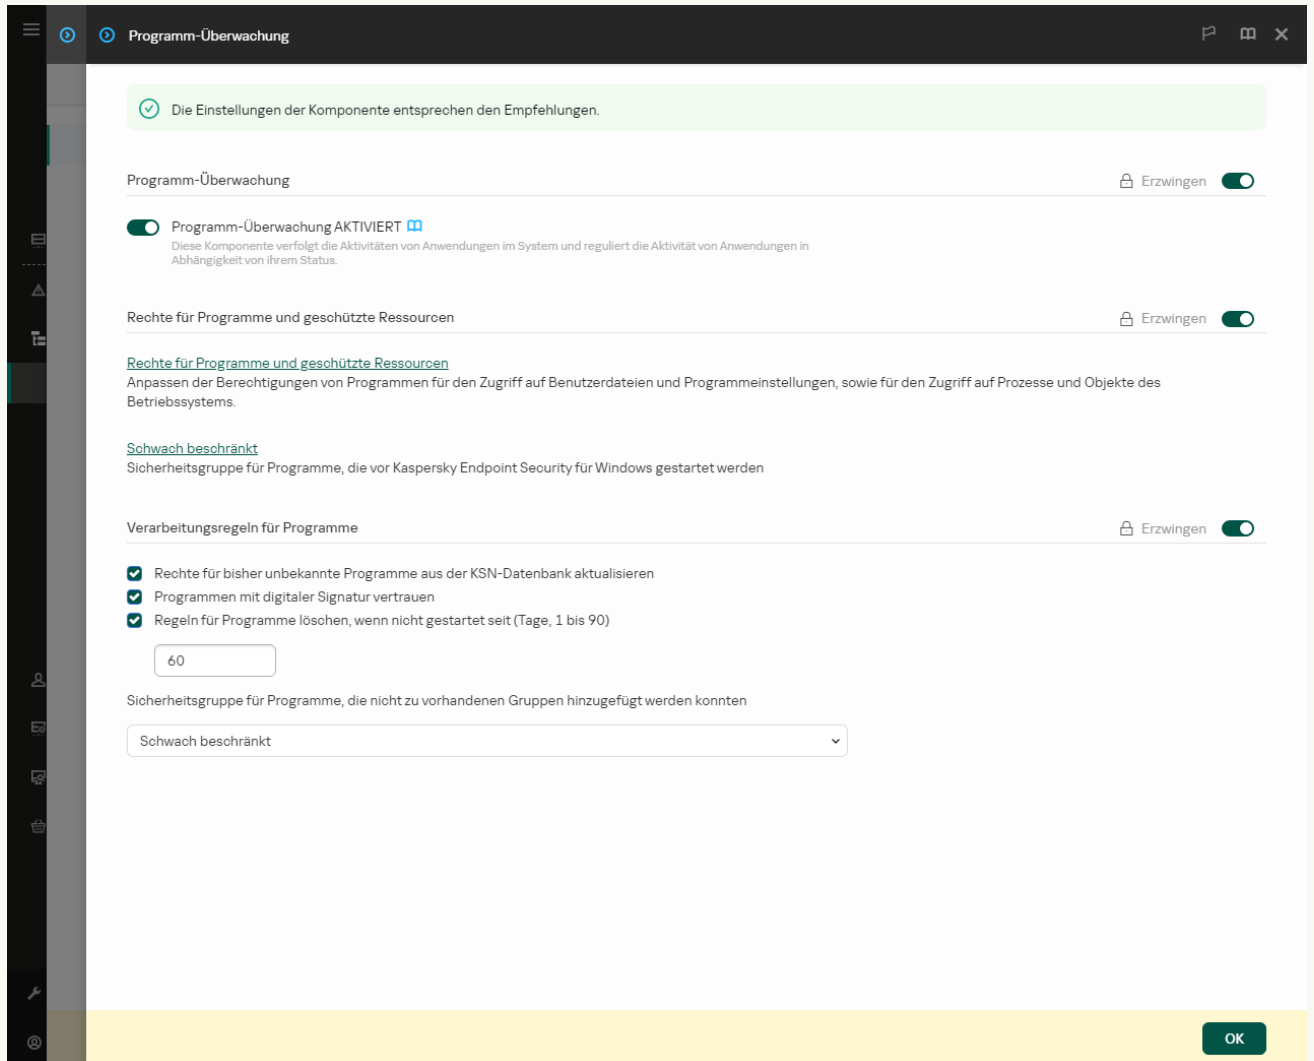 Programm-Überwachung
Die Einstellungen der Komponente entsprechen den Empfehlungen.
Programm-Überwachung
Erzwingen
Programm-Überwachung AKTIVIERT
Diese Komponente verfolgt die Aktivitäten von Anwendungen im System und reguliert die Aktivität von Anwendungen in
Abhängigkeit von ihrem Status.
Rechte für Programme und geschützte Ressourcen
Erzwingen
Rechte für Programme und geschützte Ressourcen
Anpassen der Berechtigungen von Programmen für den Zugriff auf Benutzerdateien und Programmeinstellungen, sowie für den Zugriff auf Prozesse und Objekte des
Betriebssystems.
Schwach beschränkt
Sicherheitsgruppe für Programme, die vor Kaspersky Endpoint Security für Windows gestartet werden
Verarbeitungsregeln für Programme
Erzwingen
Rechte für bisher unbekannte Programme aus der KSN-Datenbank aktualisieren
Programmen mit digitaler Signatur vertrauen
Regeln für Programme löschen, wenn nicht gestartet seit (Tage, 1 bis 90)
60
Sicherheitsgruppe für Programme, die nicht zu vorhandenen Gruppen hinzugefügt werden konnten
Schwach beschränkt
OK